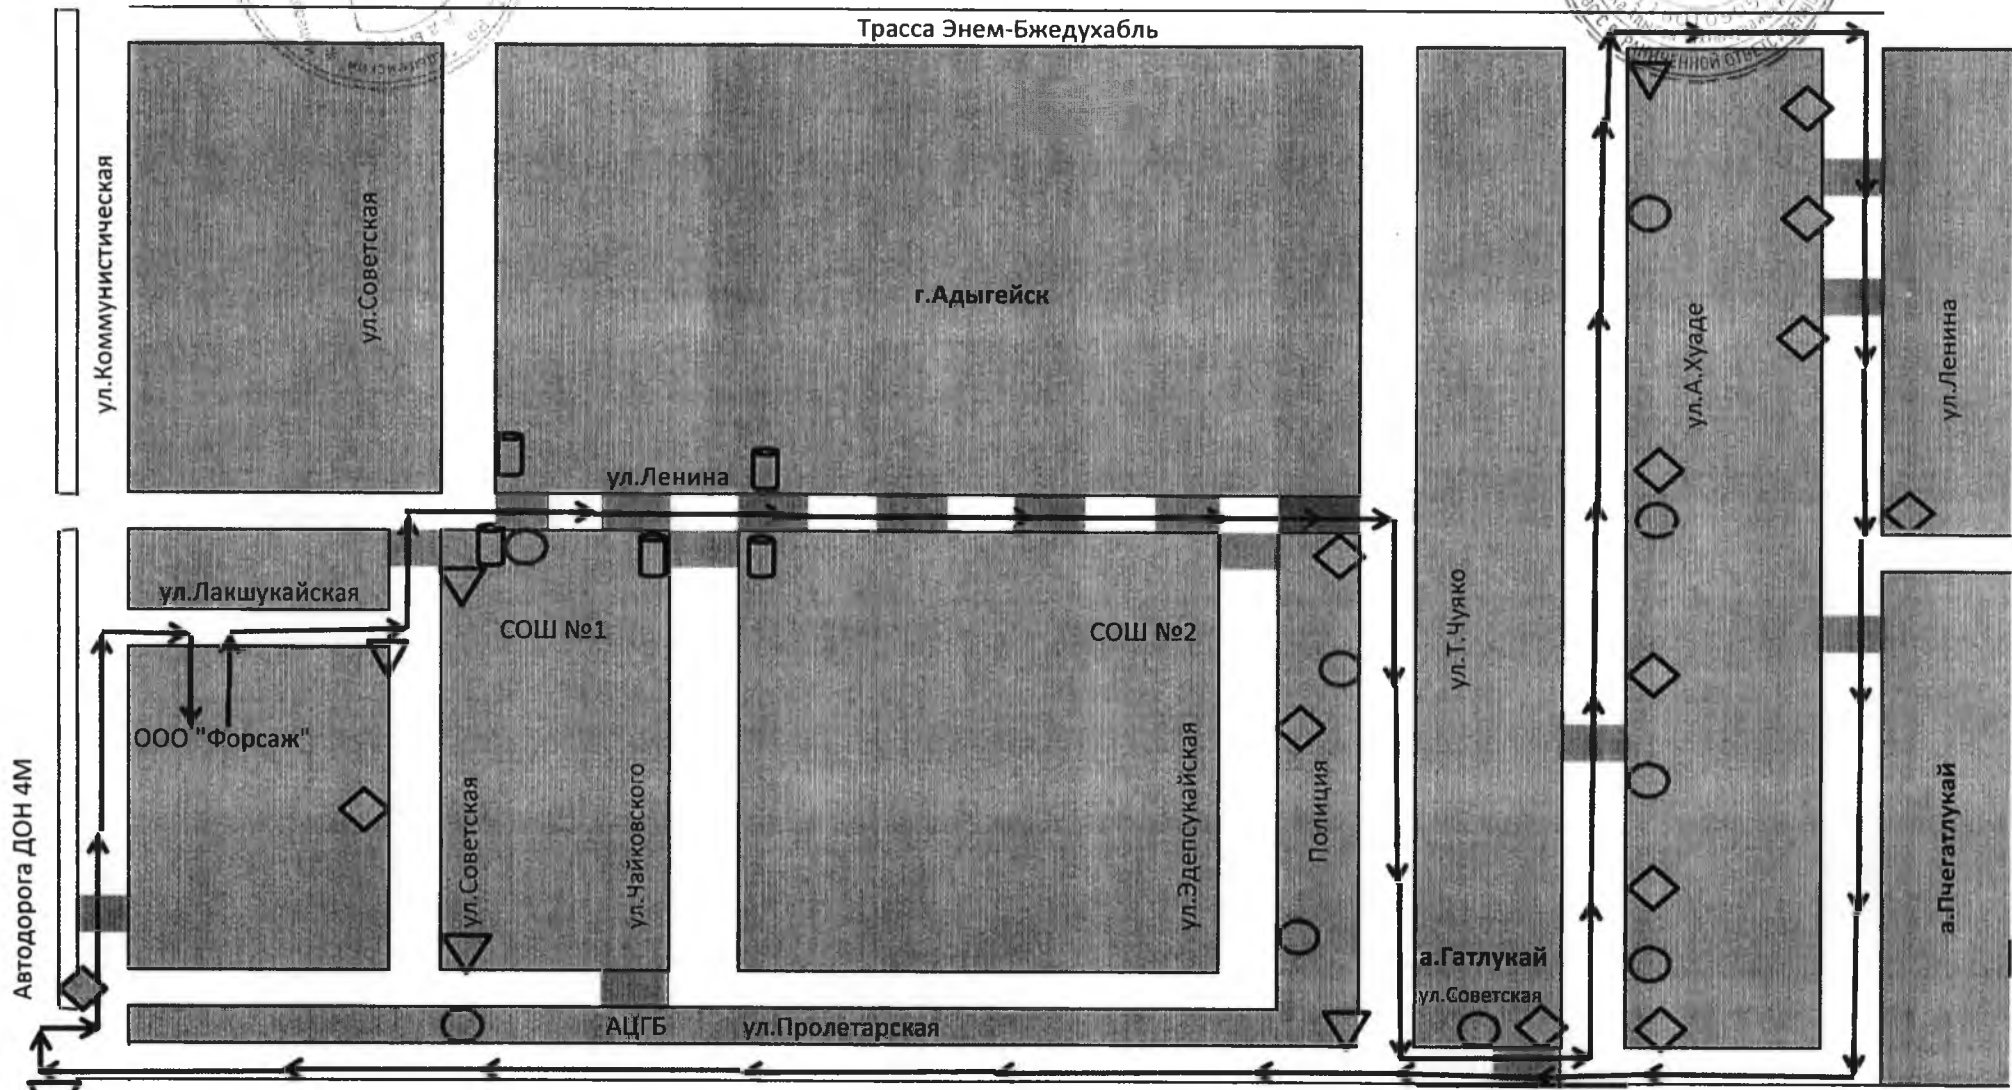 Трасса Энем-Бжедухабль
ул.Коммунистическая
ул.Советская
г.Адыгейск
ул.А.Хуаде
ул.Ленина
ул.Ленина
ул.Лакшукайская
СОШ №1
СОШ №2
ул.Т.Чуяко
ООО "Форсаж"
Автодорога ДОН 4М
ул.Советская
ул.Чайковского
ул.Эдепсукайская
Полиция
а.Пчегатлукай
а.Гатлукай
ул.Советская
АЦГБ
ул.Пролетарская